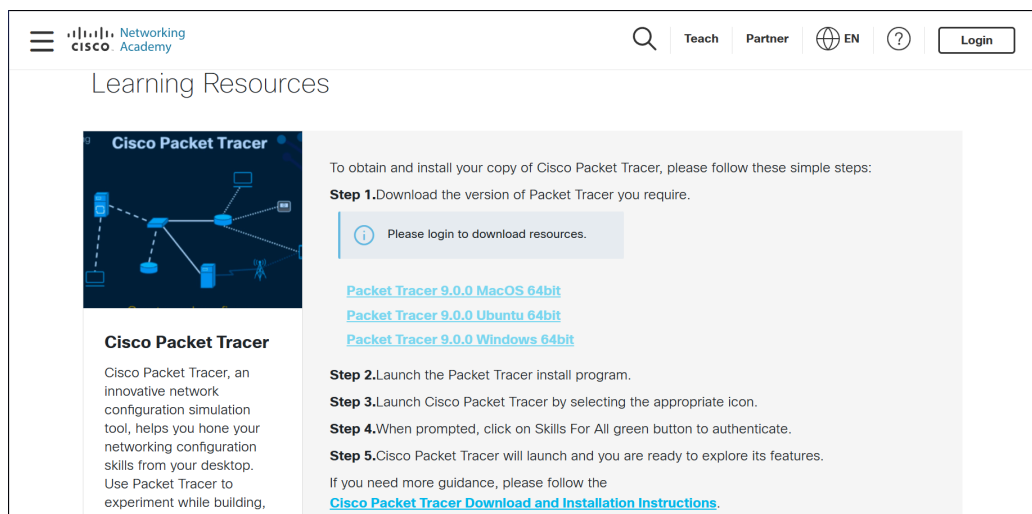 Networking
CISCO Academy
Teach
Partner
EN
?
Login
Learning Resources
Cisco Packet Tracer
To obtain and install your copy of Cisco Packet Tracer, please follow these simple steps:
Step 1.Download the version of Packet Tracer you require.
i
Please login to download resources.
Packet Tracer 9.0.0 MacOS 64bit
Packet Tracer 9.0.0 Ubuntu 64bit
Packet Tracer 9.0.0 Windows 64bit
Step 2.Launch the Packet Tracer install program.
Step 3.Launch Cisco Packet Tracer by selecting the appropriate icon.
Step 4.When prompted, click on Skills For All green button to authenticate.
Step 5.Cisco Packet Tracer will launch and you are ready to explore its features.
If you need more guidance, please follow the
Cisco Packet Tracer Download and Installation Instructions.
Cisco Packet Tracer
Cisco Packet Tracer, an
innovative network
configuration simulation
tool, helps you hone your
networking configuration
skills from your desktop.
Use Packet Tracer to
experiment while building,